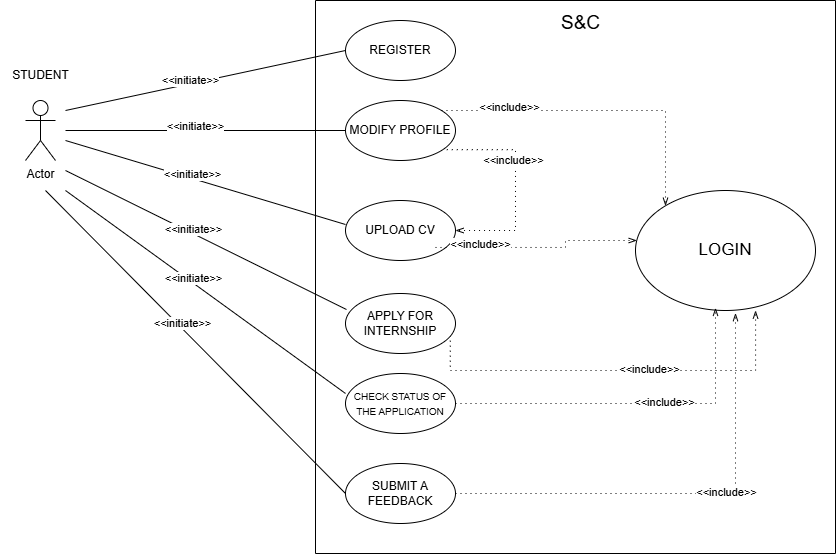 S&C
STUDENT
Actor
<<initiate>>
REGISTER
<<initiate>>
MODIFY PROFILE
<<include>>
<<include>>
<<initiate>>
UPLOAD CV
<<include>>
LOGIN
<<initiate>>
APPLY FOR
INTERNSHIP
<<include>>
<<initiate>>
CHECK STATUS OF
THE APPLICATION
<<include>>
<<initiate>>
SUBMIT A
FEEDBACK
<<include>>